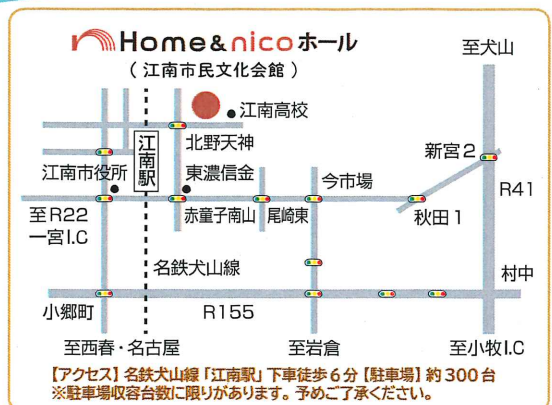 Home&nicoホール
(江南市民文化会館)
至犬山
江南高校
北野天神
江南駅
新宮2
江南市役所
東濃信金
今市場
R41
至R22
一宮I.C
赤童子南山
尾崎東
秋田1
名鉄犬山線
村中
小郷町
R155
至西春・名古屋
至岩倉
至小牧I.C
【アクセス】名鉄犬山線「江南駅」下車徒歩6分【駐車場】約300台
※駐車場収容台数に限りがあります。予めご了承ください。